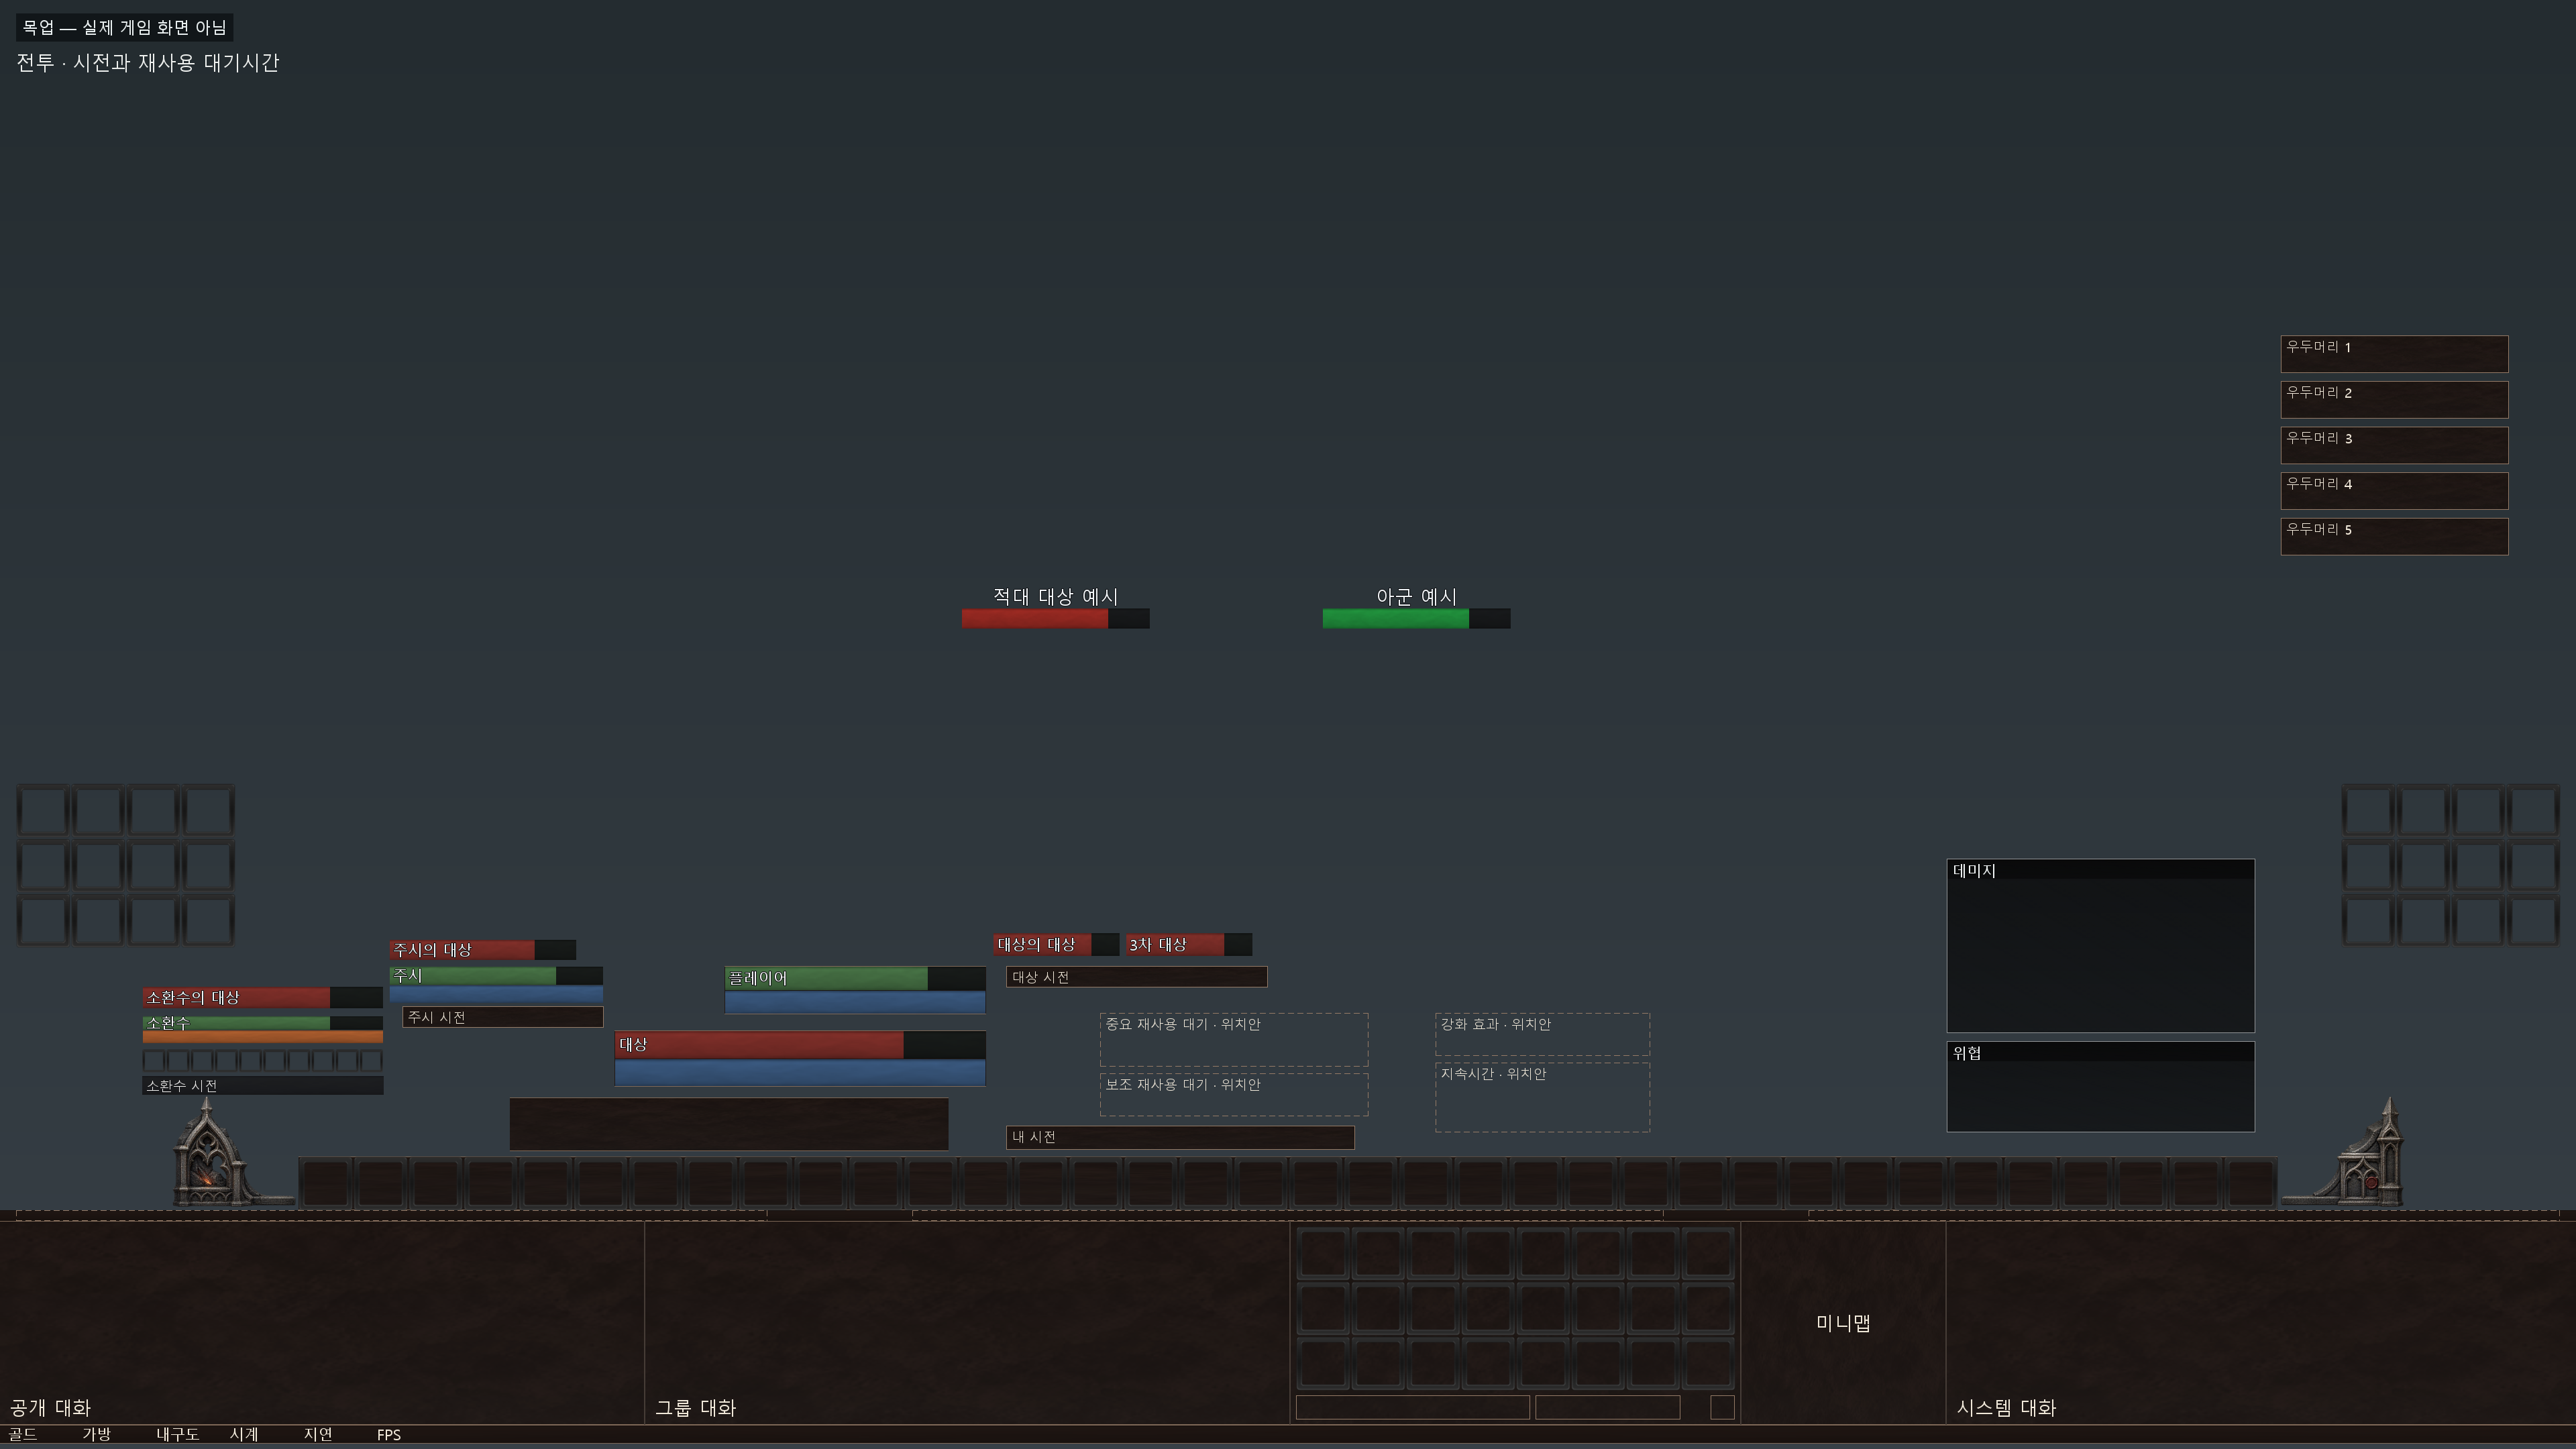 목업 — 실제 게임 화면 아님
전투 · 시전과 재사용 대기시간
우두머리 1
우두머리 2
우두머리 3
우두머리 4
우두머리 5
적대 대상 예시
아군 예시
데미지
주시의 대상
대상의 대상
3차 대상
주시
플레이어
대상 시전
소환수의 대상
주시 시전
소환수
대상
중요 재사용 대기 · 위치안
강화 효과 · 위치안
위협
지속시간 · 위치안
소환수 시전
보조 재사용 대기 · 위치안
내 시전
미니맵
공개 대화
그룹 대화
시스템 대화
골드
가방
내구도
시계
지연
FPS